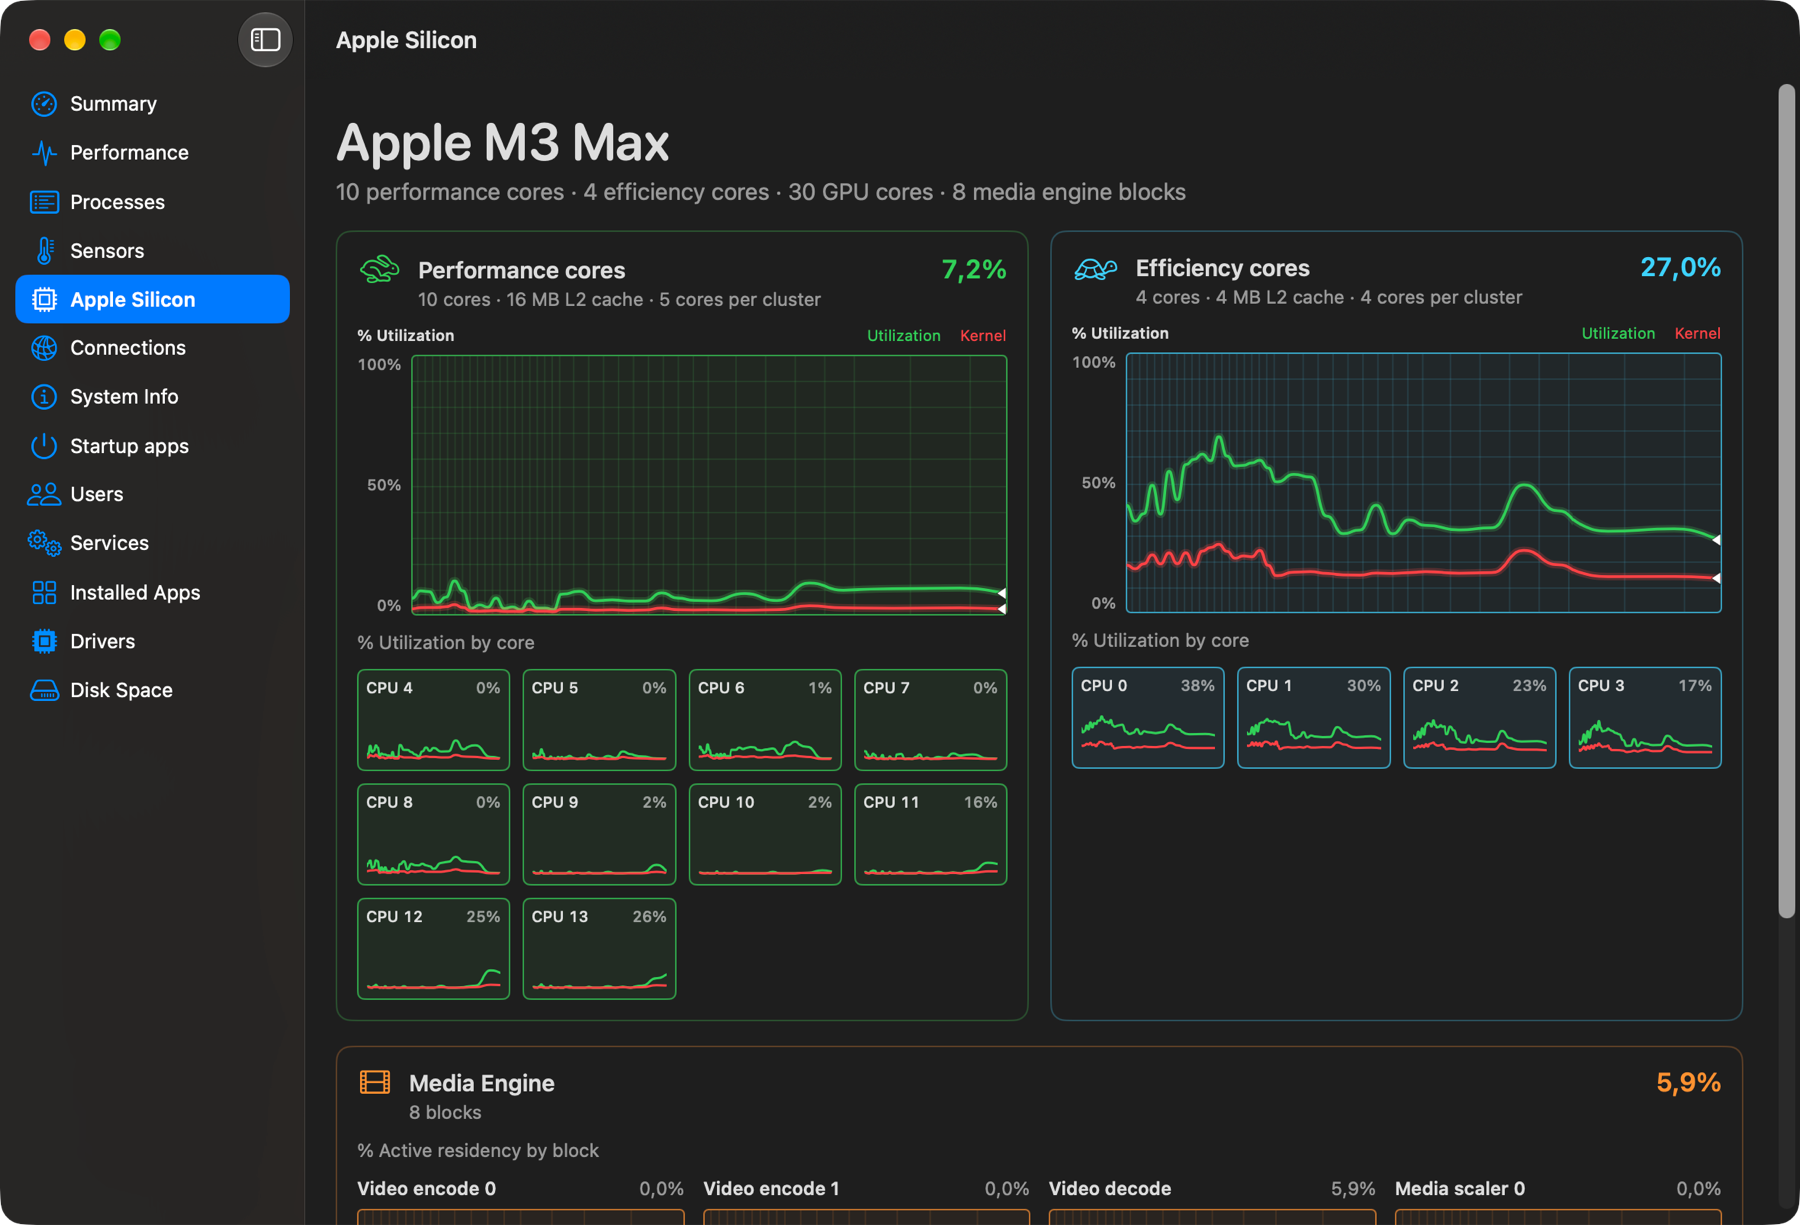 Apple Silicon
Summary
Performance
Processes
Sensors
Apple Silicon
Connections
System Info
Startup apps
Users
Services
Installed Apps
Drivers
Disk Space
Apple M3 Max
10 performance cores · 4 efficiency cores · 30 GPU cores · 8 media engine blocks
Performance cores 7,2%
10 cores · 16 MB L2 cache · 5 cores per cluster
% Utilization Utilization Kernel
100%
50%
0%
% Utilization by core
CPU 4 0% CPU 5 0% CPU 6 1% CPU 7 0%
CPU 8 0% CPU 9 2% CPU 10 2% CPU 11 16%
CPU 12 25% CPU 13 26%
Efficiency cores 27,0%
4 cores · 4 MB L2 cache · 4 cores per cluster
% Utilization Utilization Kernel
100%
50%
0%
% Utilization by core
CPU 0 38% CPU 1 30% CPU 2 23% CPU 3 17%
Media Engine 5,9%
8 blocks
% Active residency by block
Video encode 0 0,0% Video encode 1 0,0% Video decode 5,9% Media scaler 0 0,0%